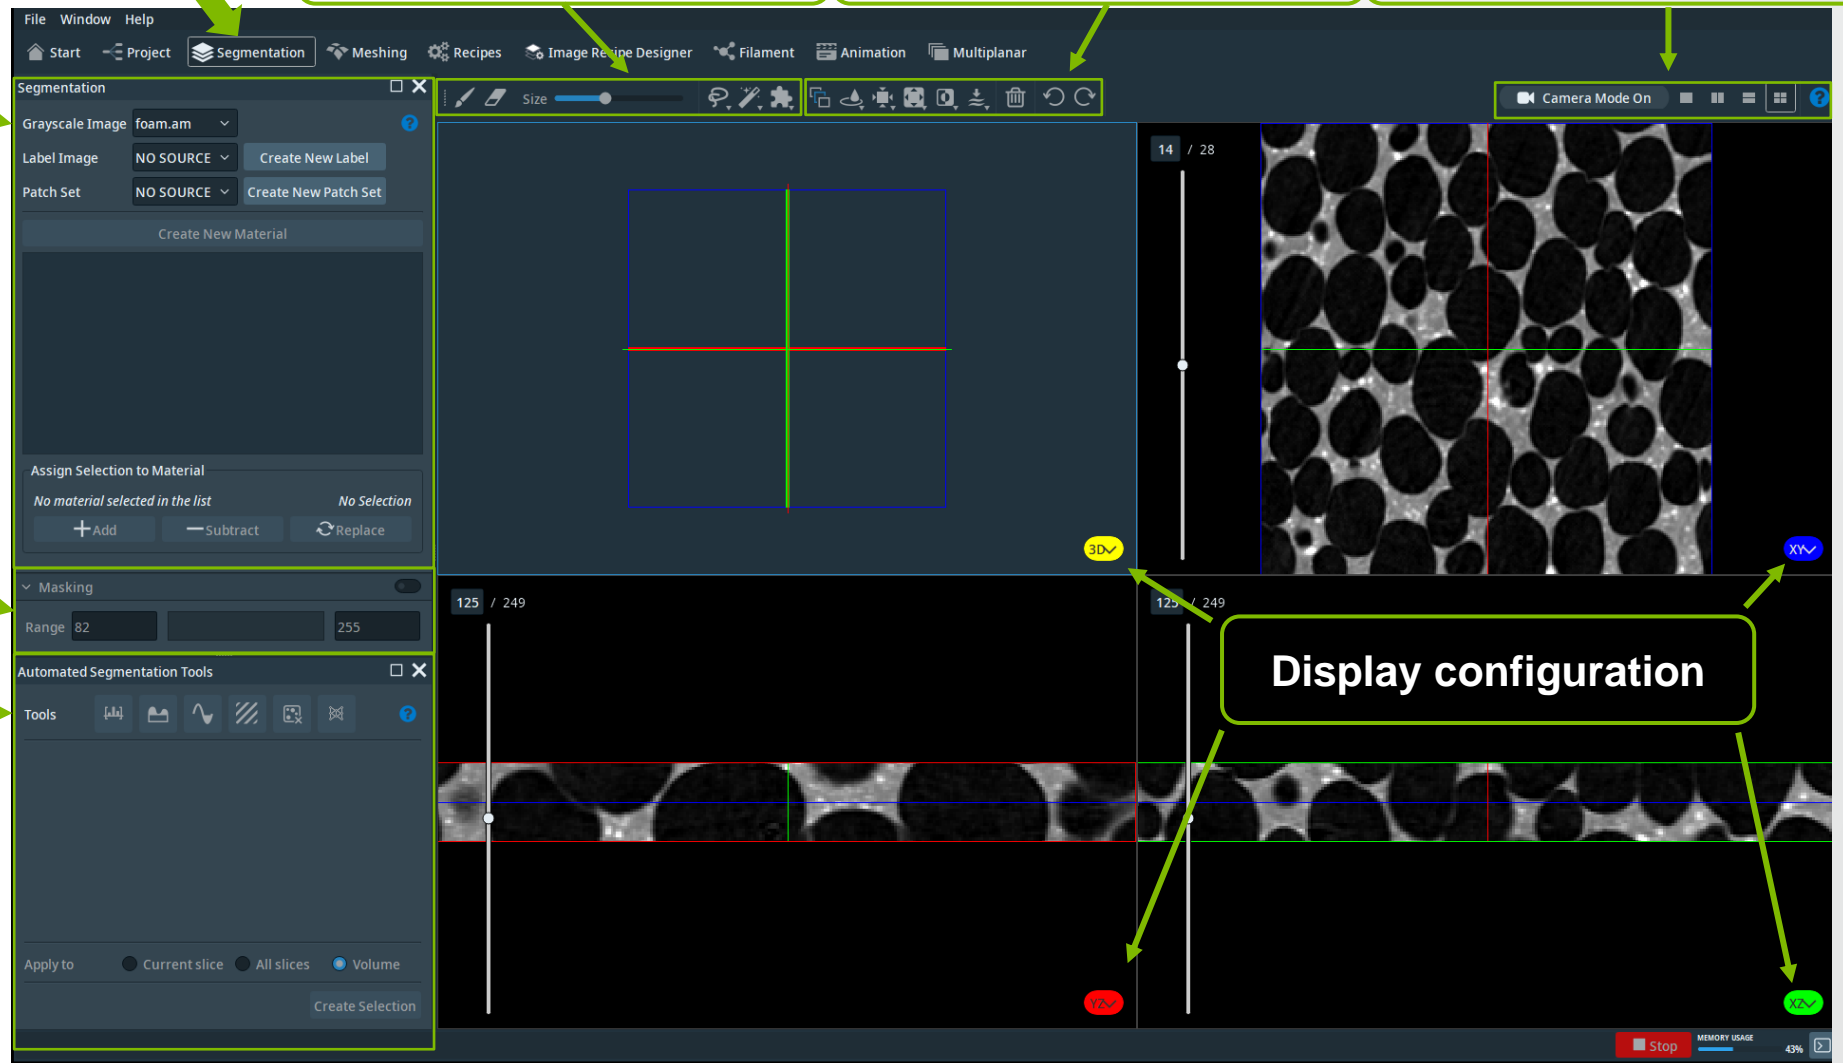 File Window Help
Start Project Segmentation Meshing Recipes Image Recipe Designer Filament Animation Multiplanar
Segmentation
Size
Camera Mode On
Grayscale Image foam.am
Label Image NO SOURCE Create New Label
Patch Set NO SOURCE Create New Patch Set
Create New Material
Assign Selection to Material
No material selected in the list No Selection
Add Subtract Replace
Masking
Range 82 255
Automated Segmentation Tools
Tools
Apply to Current slice All slices Volume
Create Selection
14 / 28
3D
XY
125 / 249
125 / 249
Display configuration
YZ
XZ
Stop MEMORY USAGE 43%